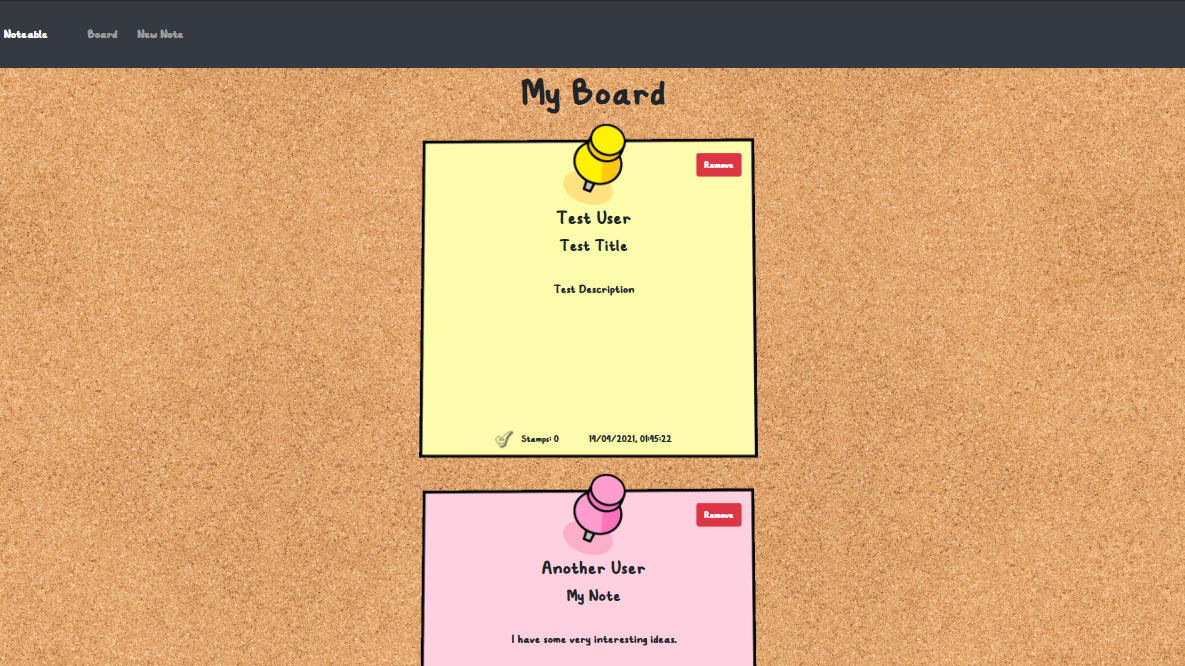 Noteable Board New Note
My Board
Remove
Test User
Test Title
Test Description
Stamps: 0 14/04/2021, 01:45:22
Remove
Another User
My Note
I have some very interesting ideas.